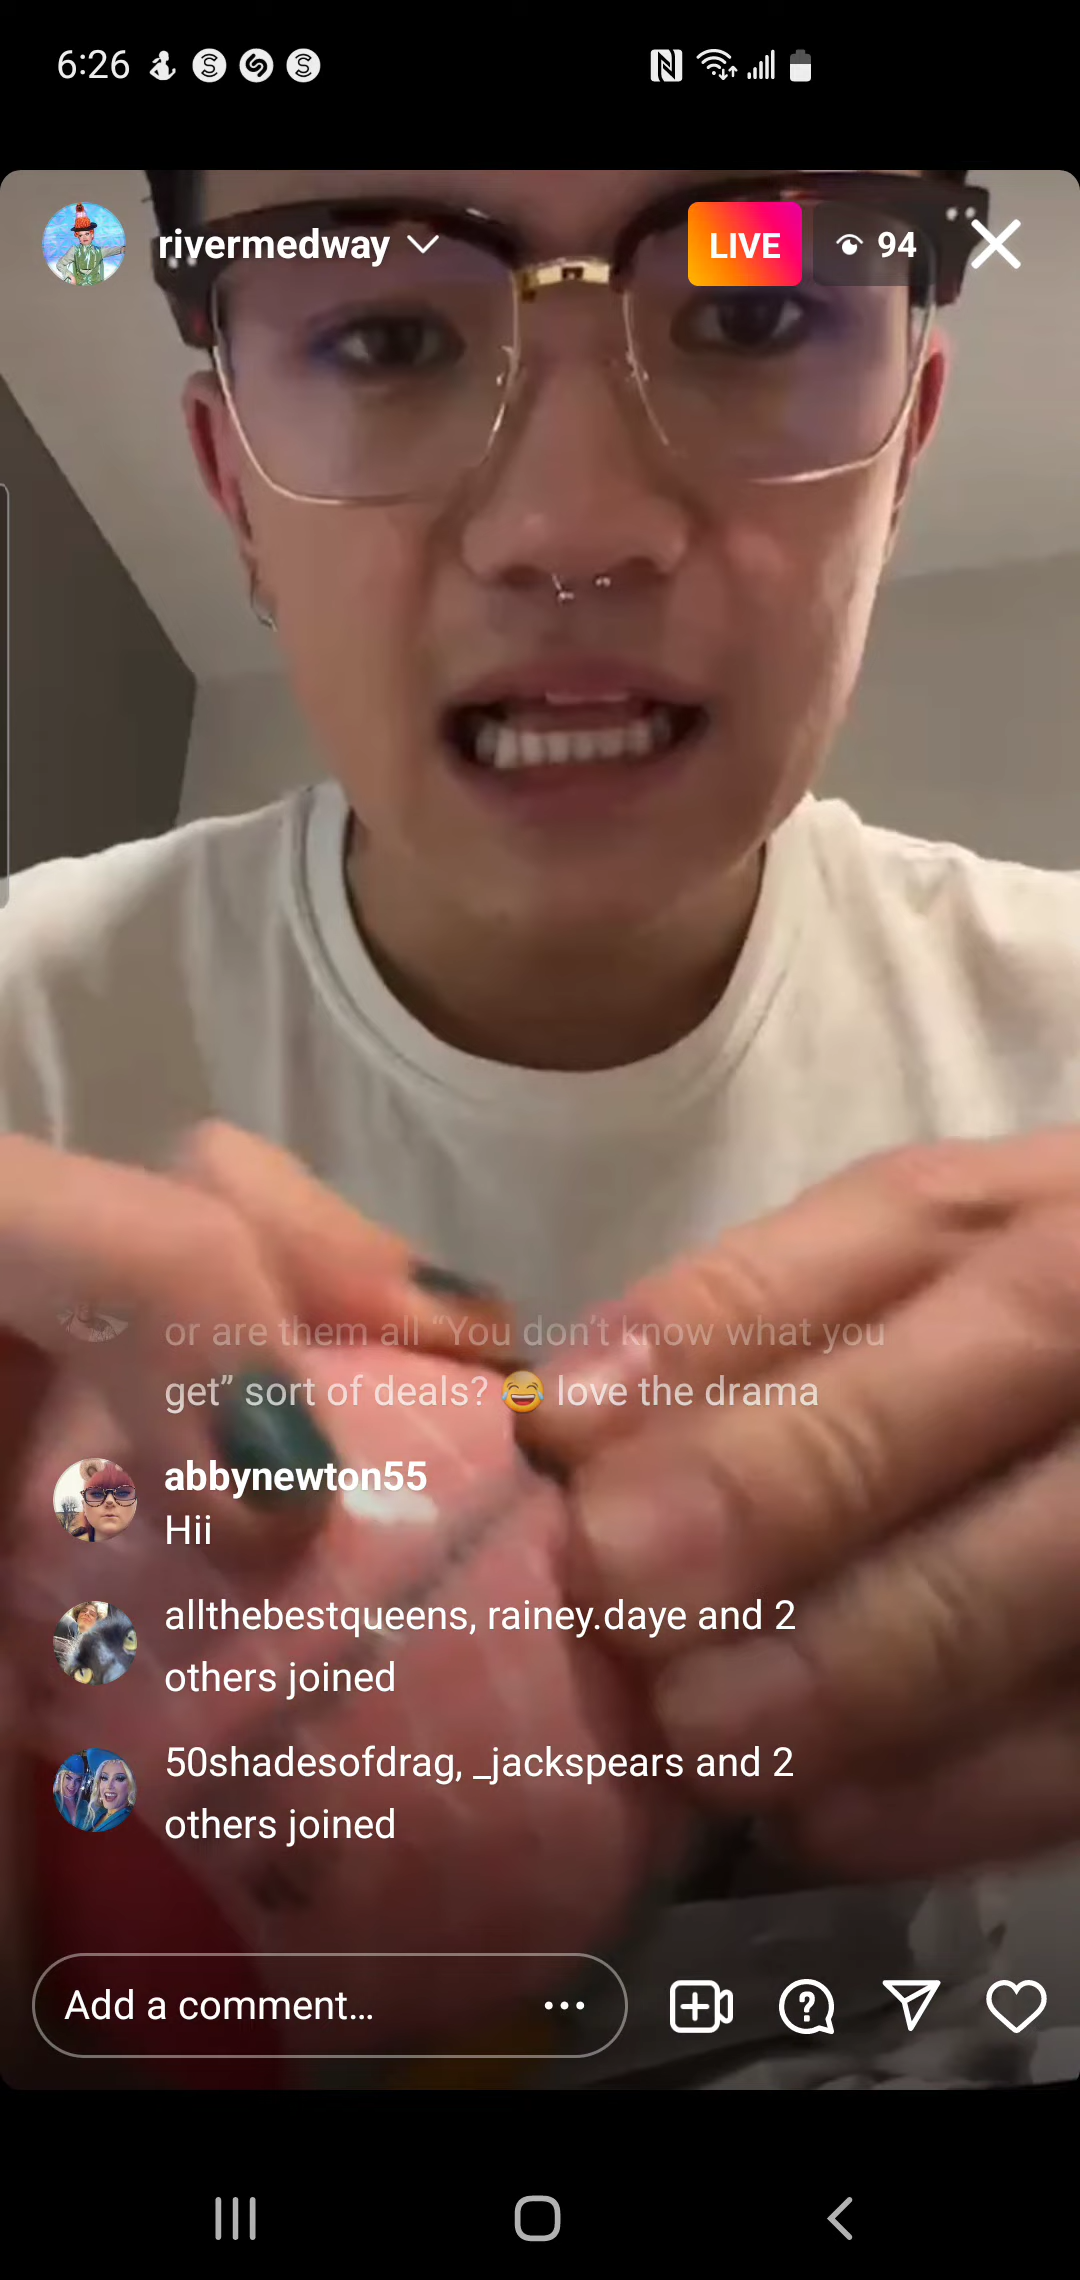 6:26
rivermedway
LIVE
94
or are them all “You don’t know what you
get” sort of deals? 😂 love the drama
abbynewton55
Hii
allthebestqueens, rainey.daye and 2
others joined
50shadesofdrag, _jackspears and 2
others joined
Add a comment...